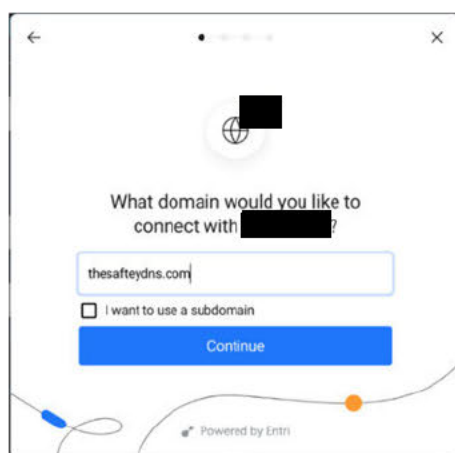 What domain would you like to
connect with ?
thesafteydns.com
I want to use a subdomain
Continue
Powered by Entri